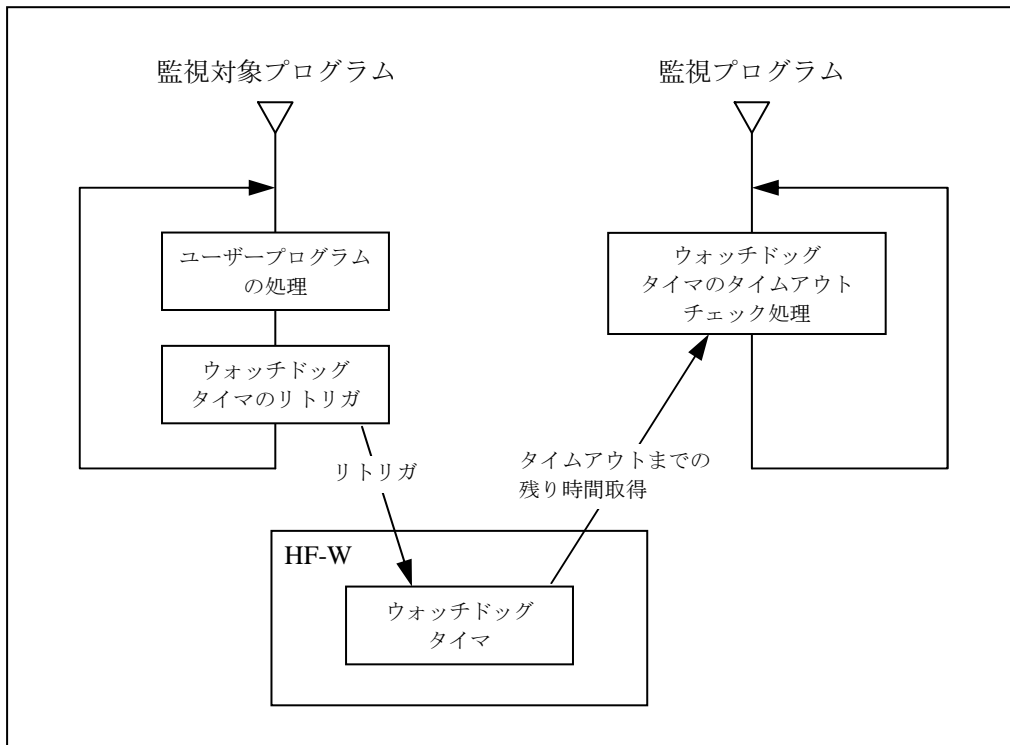 監視対象プログラム
監視プログラム
ユーザープログラム
の処理
ウォッチドッグ
タイマのリトリガ
ウォッチドッグ
タイマのタイムアウト
チェック処理
リトリガ
タイムアウトまでの
残り時間取得
HF-W
ウォッチドッグ
タイマ